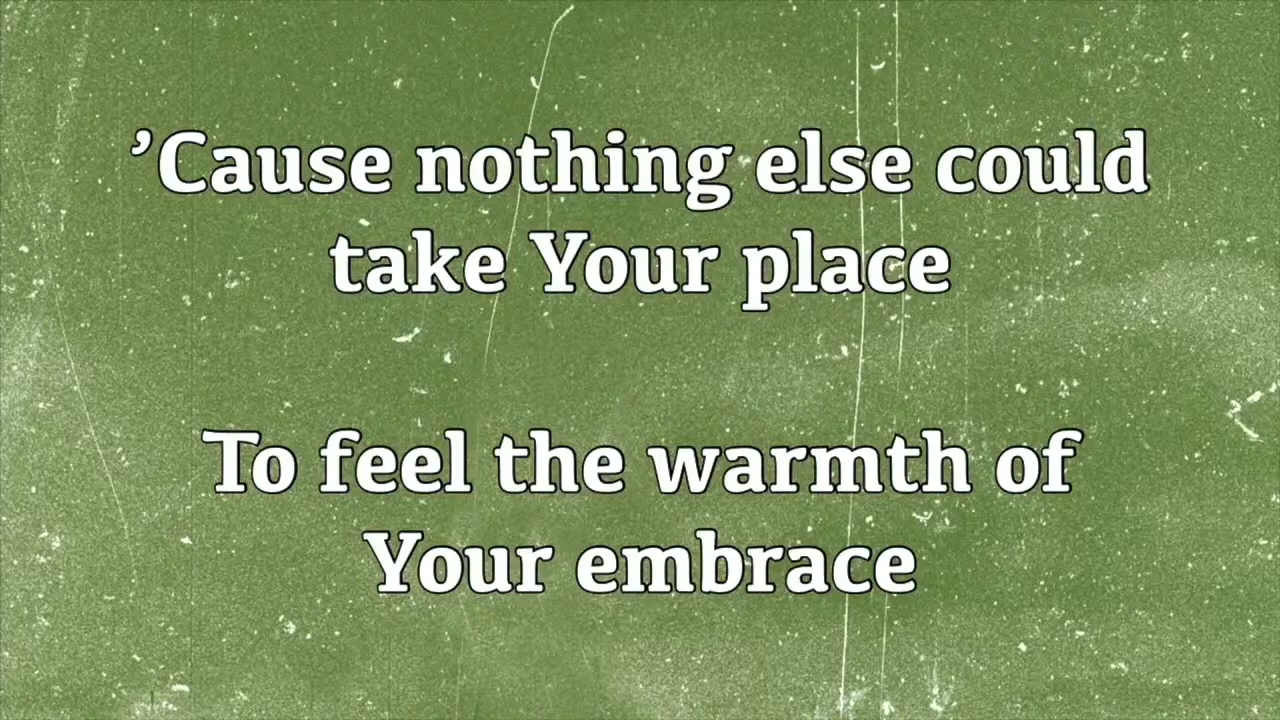 ’Cause nothing else could
take Your place
To feel the warmth of
Your embrace